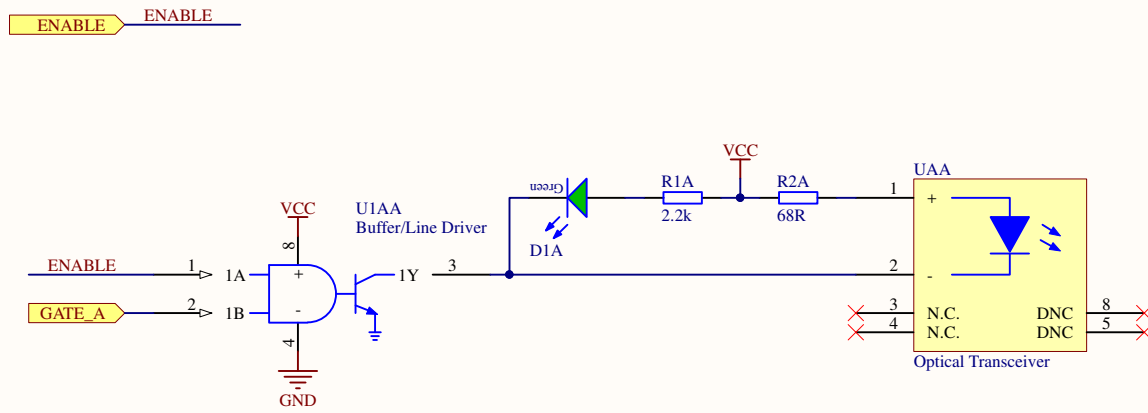 ENABLE
ENABLE
VCC
UAA
Green
R1A
R2A
1
+
2.2k
68R
VCC
U1AA
Buffer/Line Driver
D1A
8
ENABLE
1
1A
+
1Y
3
2
-
GATE_A
2
1B
-
3
N.C.
DNC
8
4
N.C.
DNC
5
4
Optical Transceiver
GND